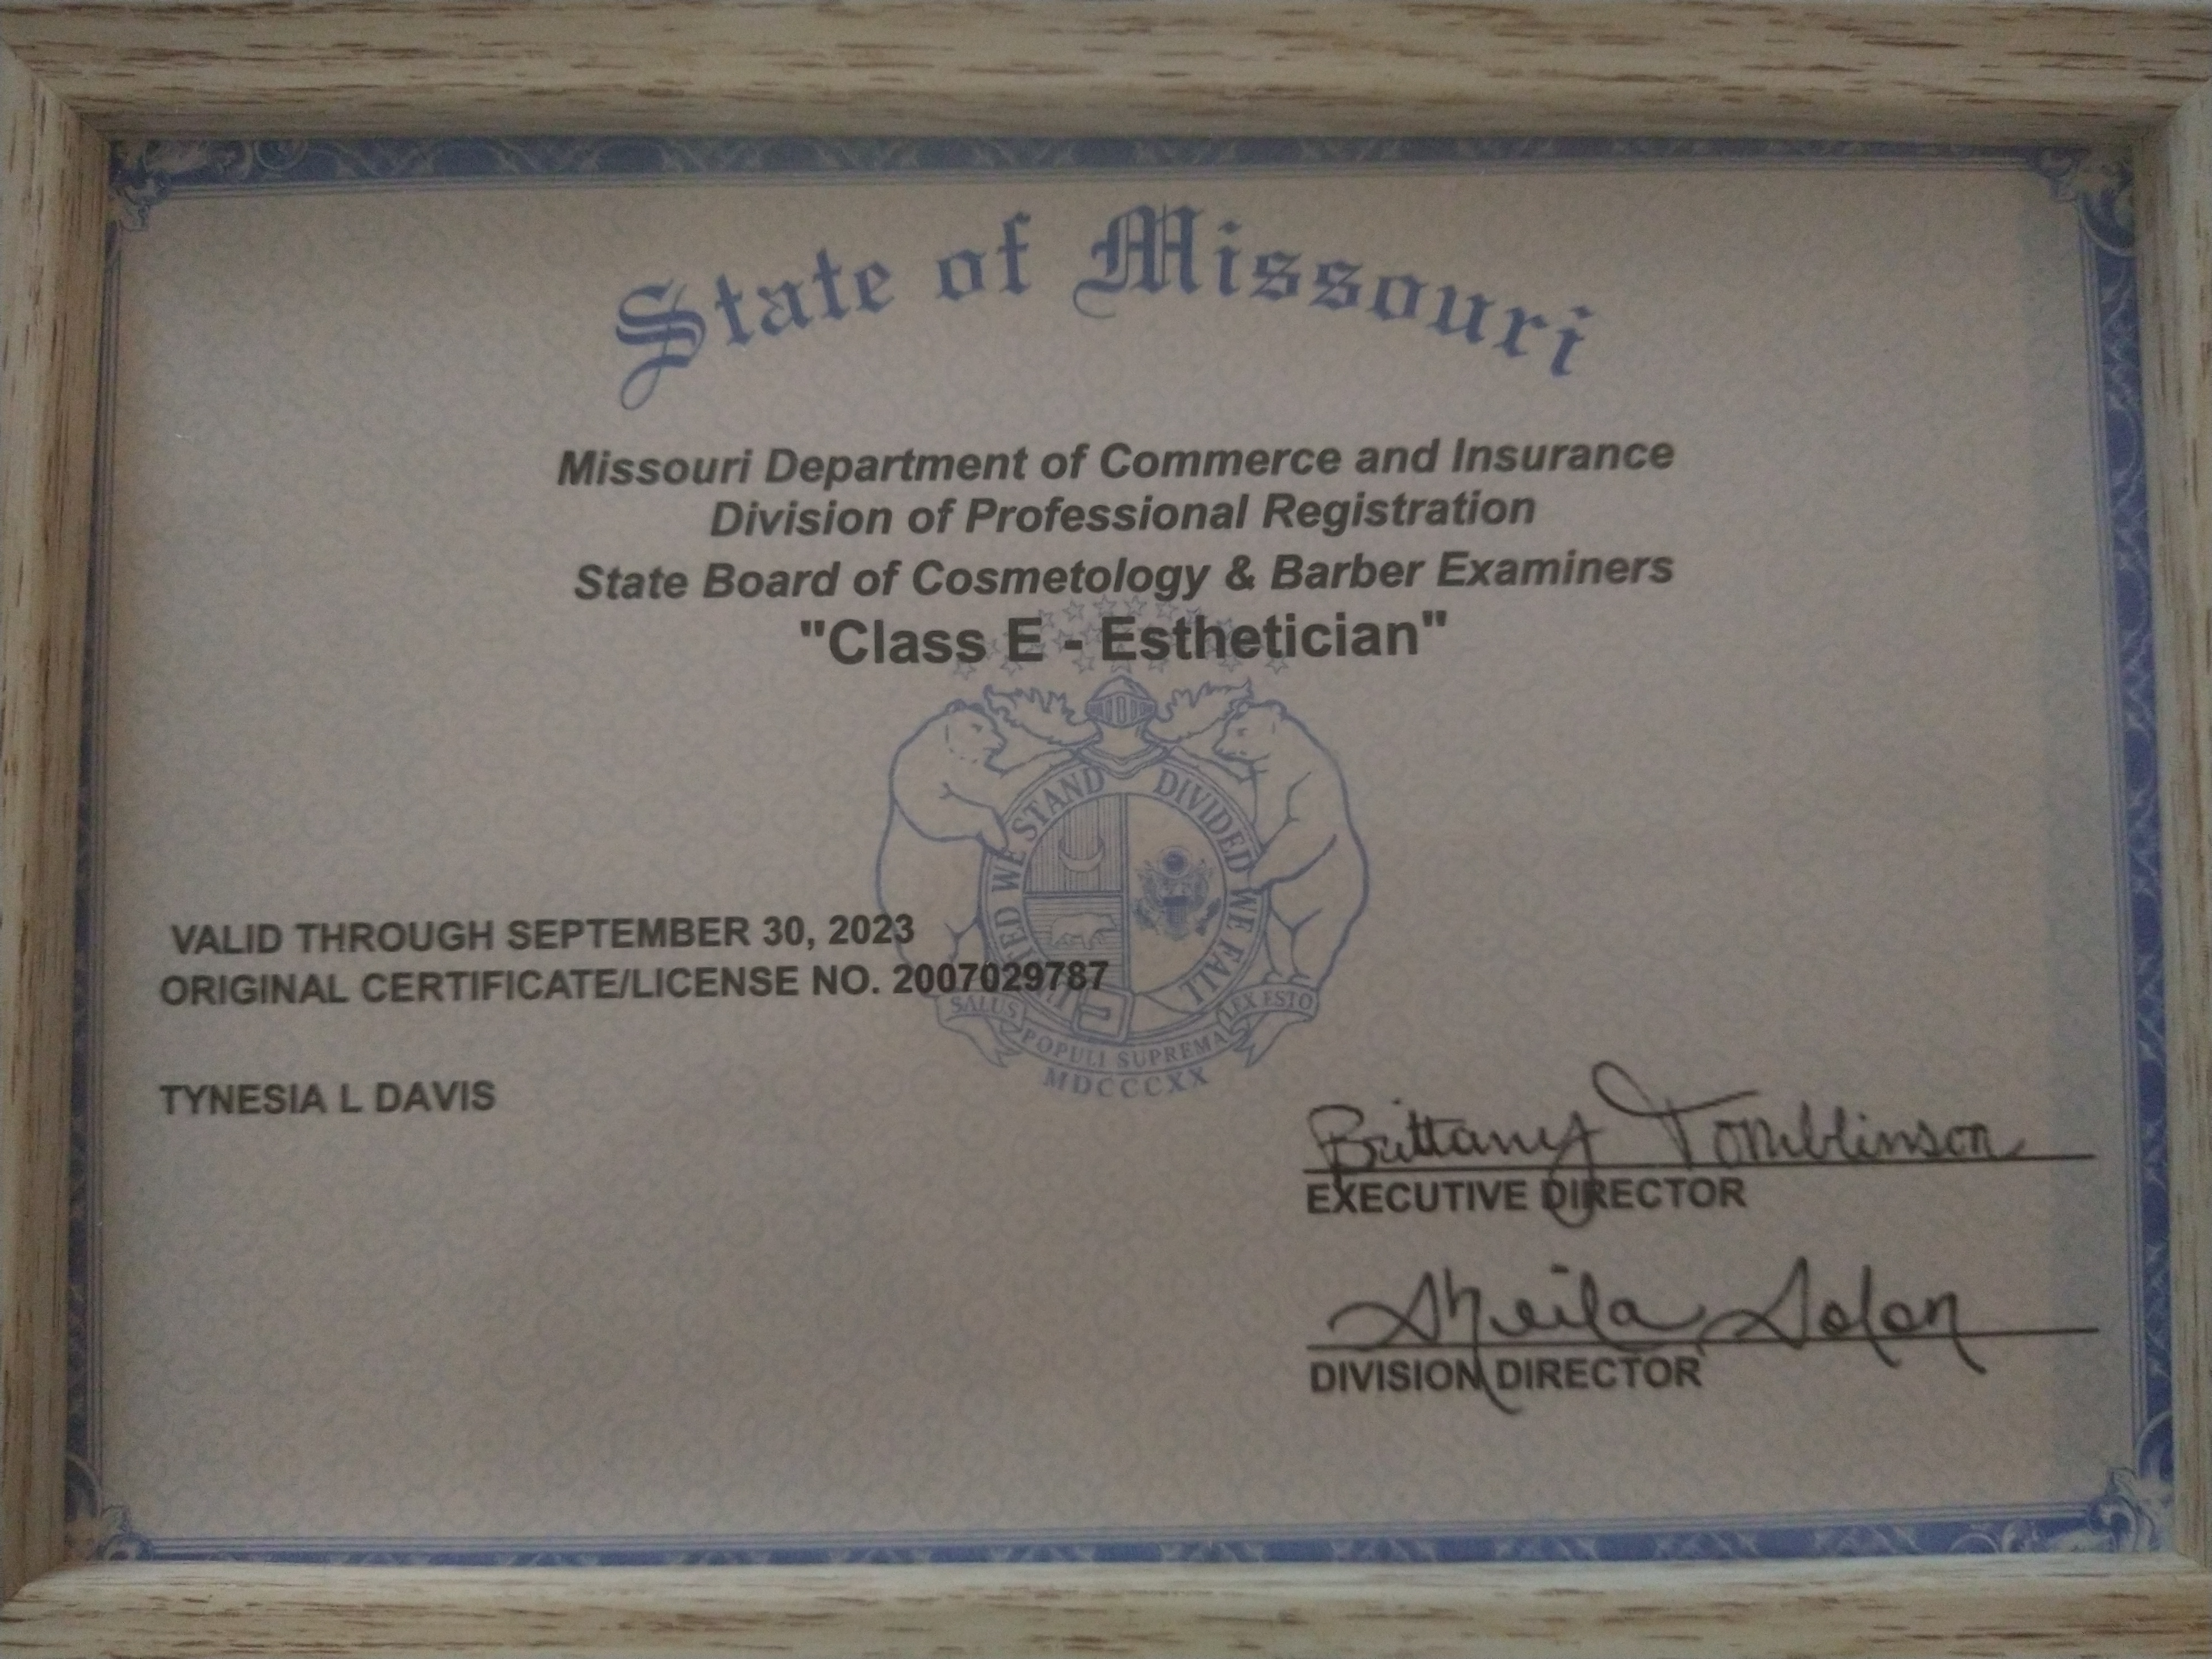 State of Missouri
Missouri Department of Commerce and Insurance
Division of Professional Registration
State Board of Cosmetology & Barber Examiners
"Class E - Esthetician"
UNITED WE STAND DIVIDED WE FALL
VALID THROUGH SEPTEMBER 30, 2023
ORIGINAL CERTIFICATE/LICENSE NO. 2007029787
SALUS POPULI SUPREMA LEX ESTO
MDCCCXX
TYNESIA L DAVIS
Brittany Tomblinson
EXECUTIVE DIRECTOR
Sheila Solon
DIVISION DIRECTOR